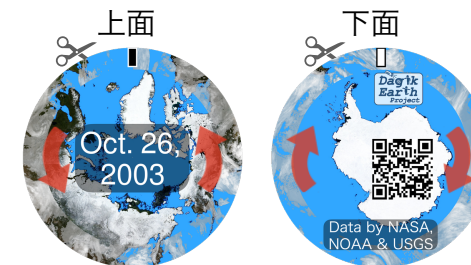 上面
下面
Oct. 26,
2003
Dagik
Earth
Project
Data by NASA,
NOAA & USGS